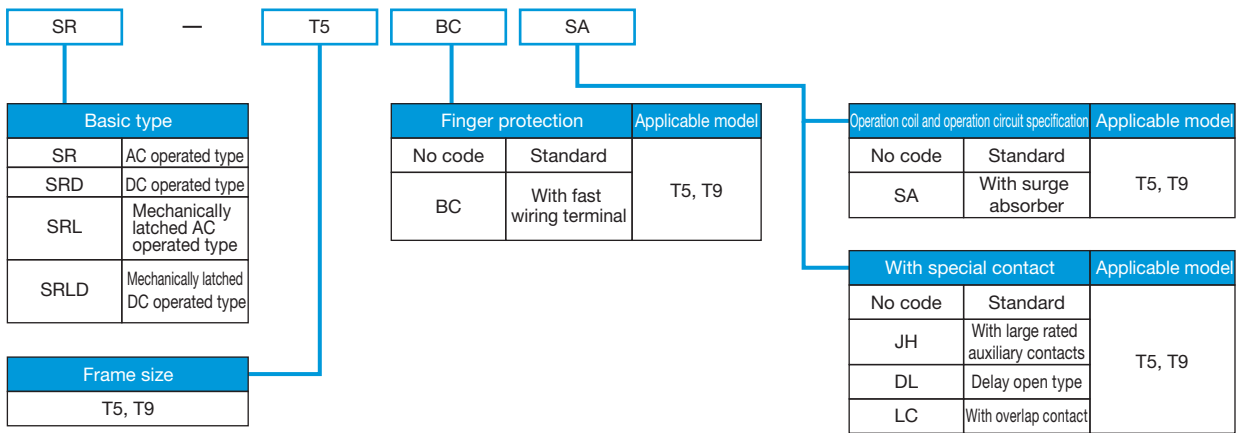 SR — T5 BC SA
Basic type
SR AC operated type
SRD DC operated type
SRL Mechanically
latched AC
operated type
SRLD Mechanically latched
DC operated type
Frame size
T5, T9
Finger protection Applicable model
No code Standard
BC With fast
wiring terminal
T5, T9
Operation coil and operation circuit specification Applicable model
No code Standard
SA With surge
absorber
T5, T9
With special contact Applicable model
No code Standard
JH With large rated
auxiliary contacts
DL Delay open type
LC With overlap contact
T5, T9